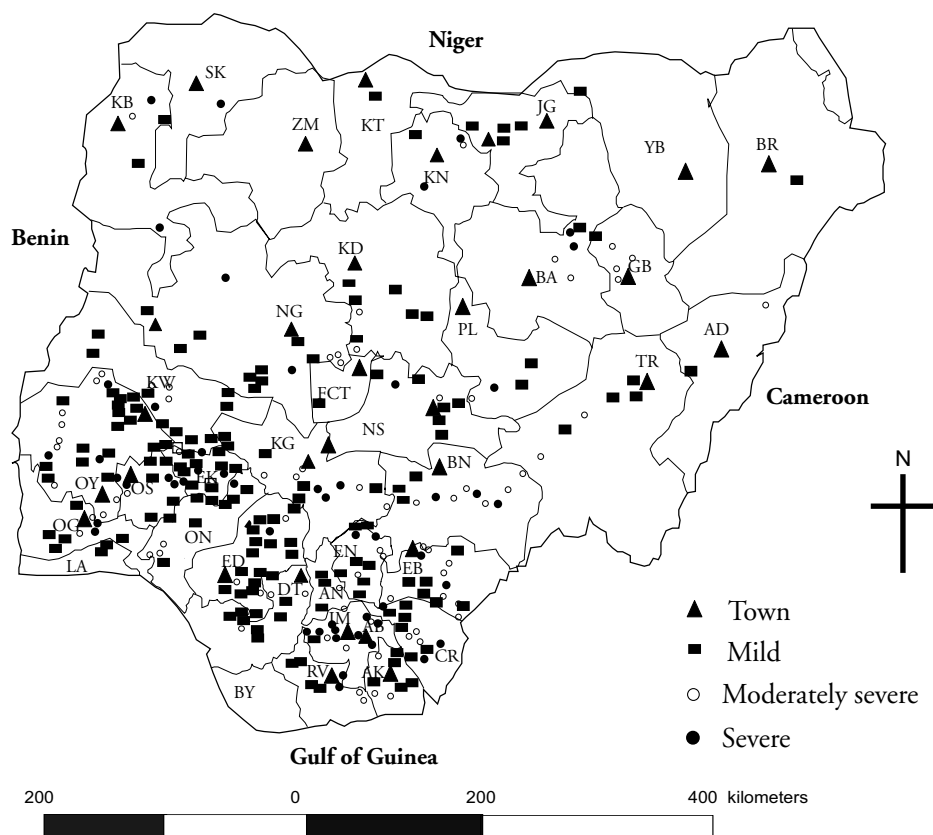 Niger
SK
KB
JG
ZM
KT
YB
BR
KN
Benin
KD
BA
GB
NG
PL
AD
TR
KW
FCT
Cameroon
NS
KG
BN
N
OY
OS
EK
OG
ON
EN
LA
ED
EB
DT
AN
Town
IM
AB
CR
Mild
RV
AK
BY
Moderately severe
Severe
Gulf of Guinea
200 0 200 400 kilometers